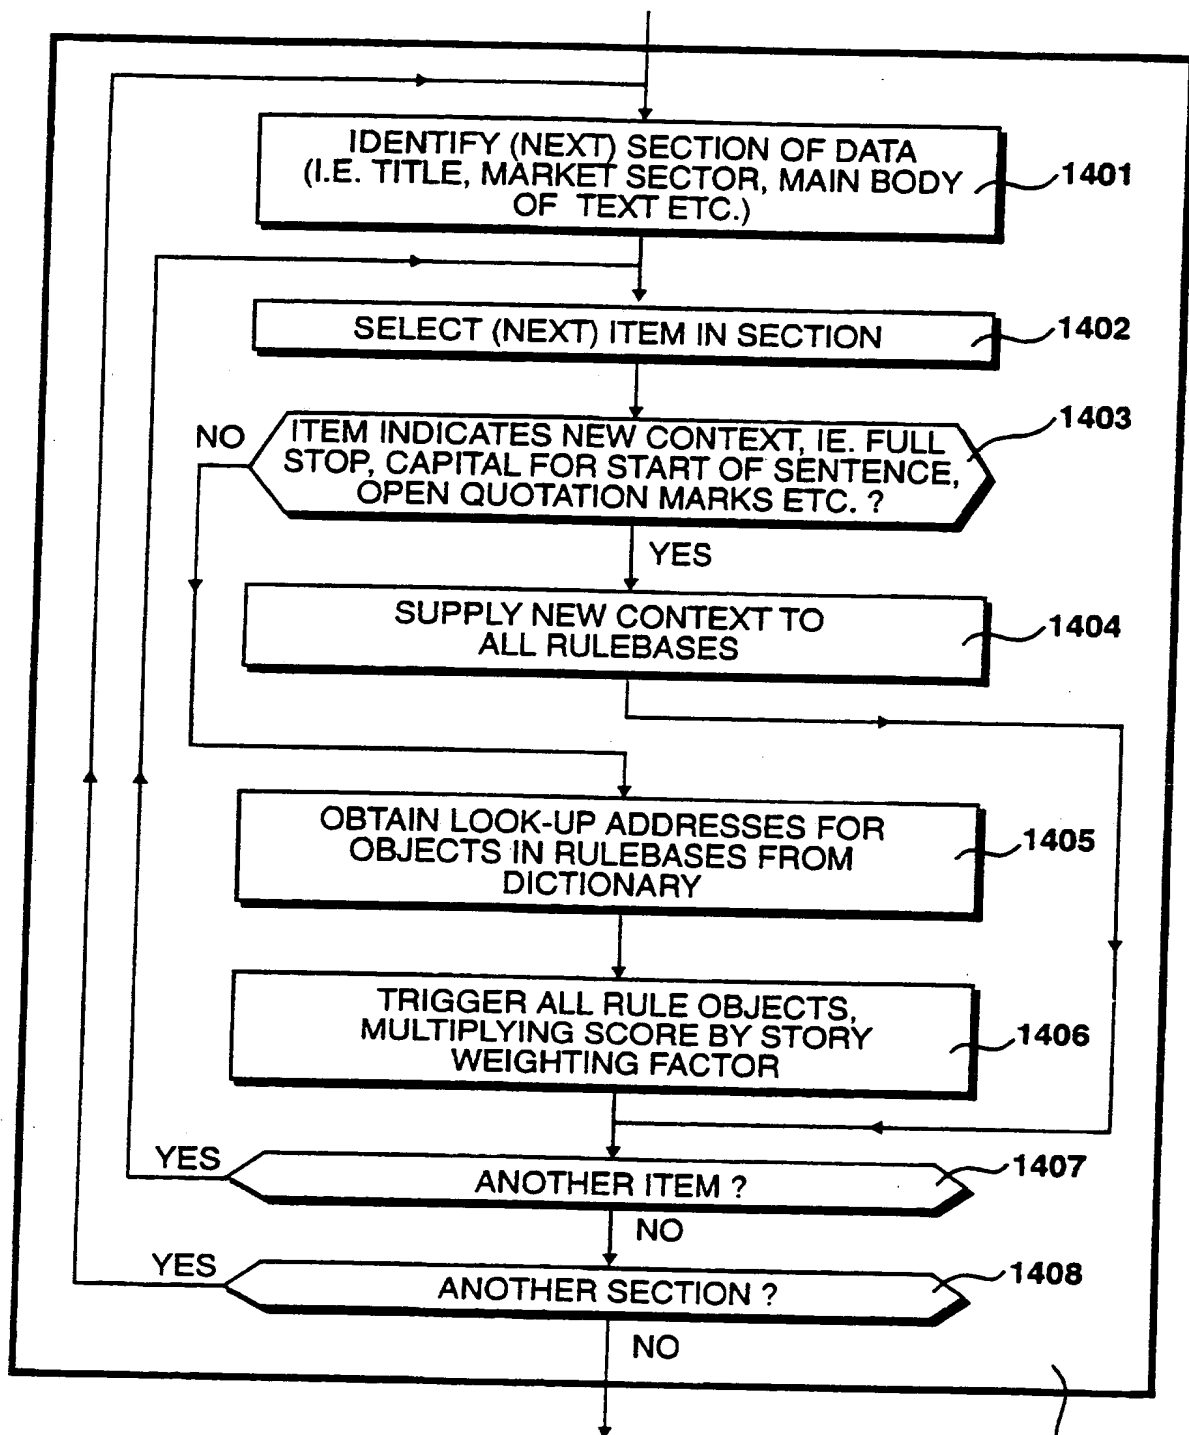 IDENTIFY (NEXT) SECTION OF DATA
(I.E. TITLE, MARKET SECTOR, MAIN BODY
OF TEXT ETC.)
1401
SELECT (NEXT) ITEM IN SECTION
1402
NO
ITEM INDICATES NEW CONTEXT, IE. FULL
STOP, CAPITAL FOR START OF SENTENCE,
OPEN QUOTATION MARKS ETC. ?
1403
YES
SUPPLY NEW CONTEXT TO
ALL RULEBASES
1404
OBTAIN LOOK-UP ADDRESSES FOR
OBJECTS IN RULEBASES FROM
DICTIONARY
1405
TRIGGER ALL RULE OBJECTS,
MULTIPLYING SCORE BY STORY
WEIGHTING FACTOR
1406
YES
ANOTHER ITEM ?
1407
NO
YES
ANOTHER SECTION ?
1408
NO